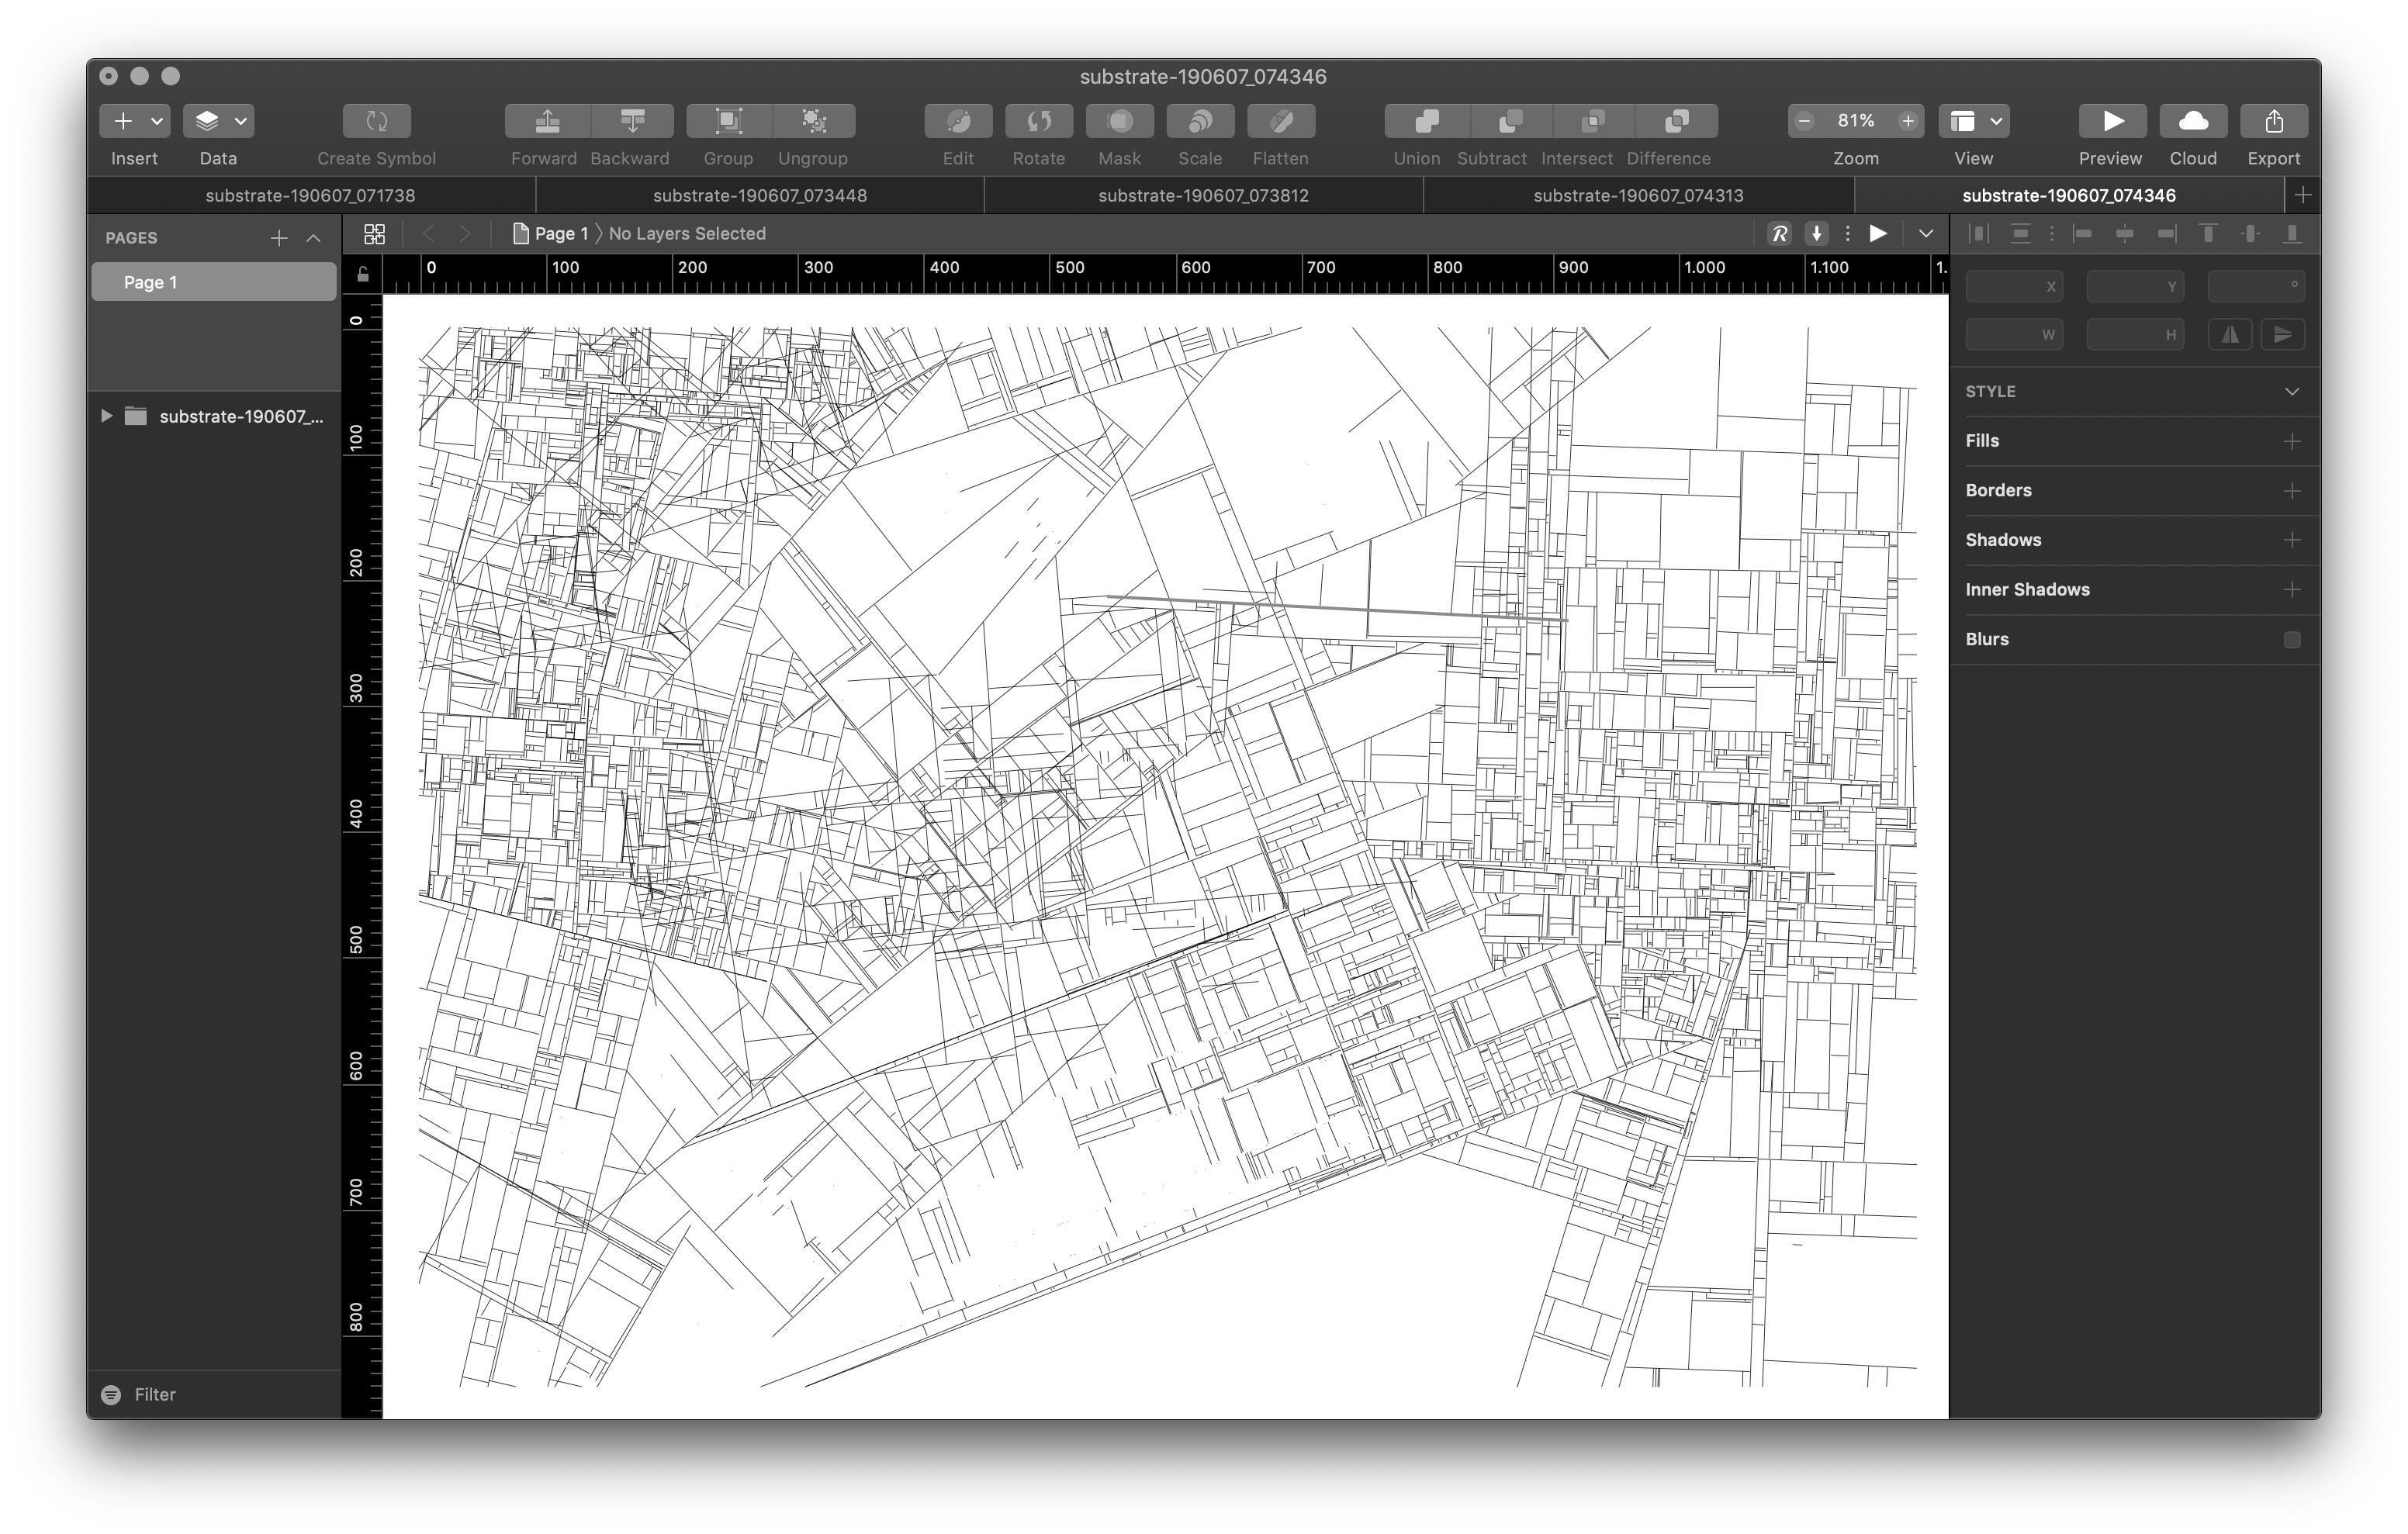 substrate-190607_074346
81%
Insert Data Create Symbol Forward Backward Group Ungroup Edit Rotate Mask Scale Flatten Union Subtract Intersect Difference Zoom View Preview Cloud Export
substrate-190607_071738 substrate-190607_073448 substrate-190607_073812 substrate-190607_074313 substrate-190607_074346
PAGES
Page 1 No Layers Selected
0 100 200 300 400 500 600 700 800 900 1.000 1.100 1.
Page 1
substrate-190607_...
0
100
200
300
400
500
600
700
800
Filter
X Y °
W H
STYLE
Fills
Borders
Shadows
Inner Shadows
Blurs